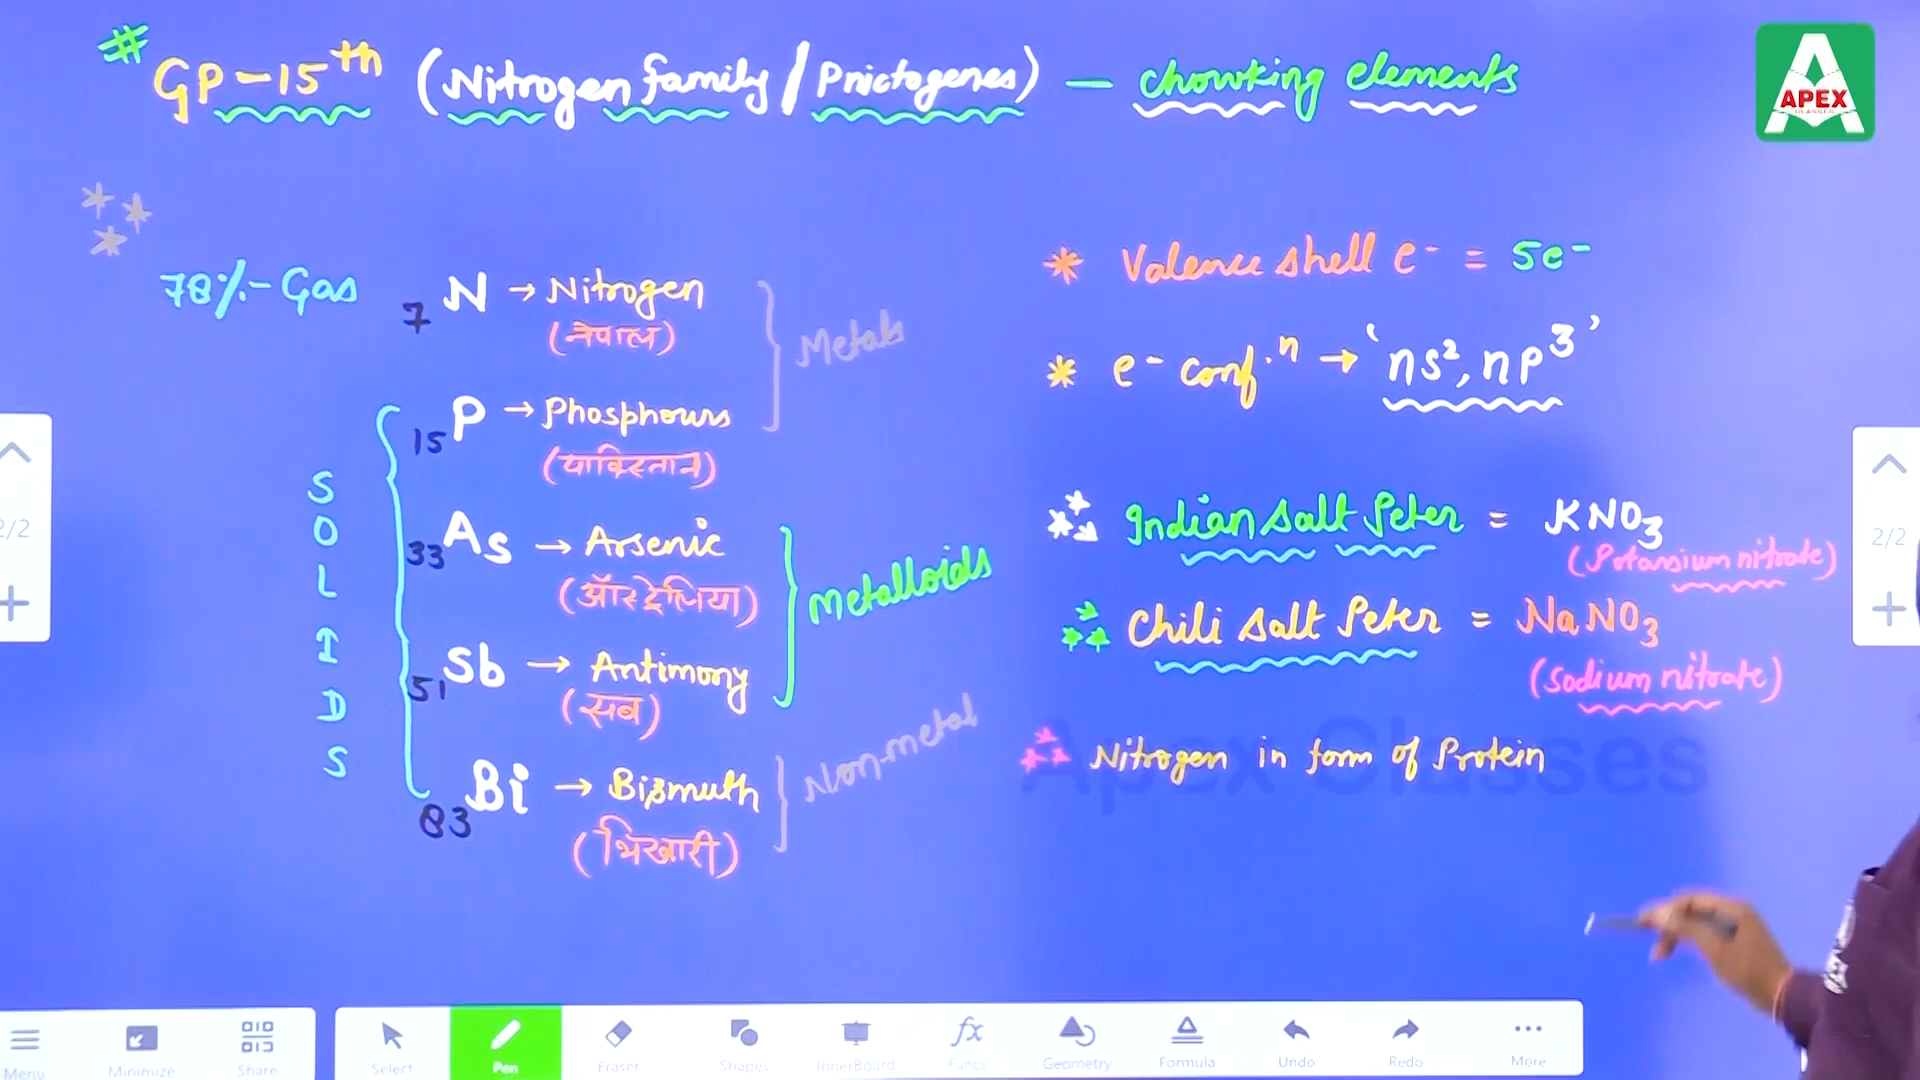 # GP-15th (Nitrogen family/Pnictogenes) — chowking elements
APEX
CLASSES
78%- Gas
7 N → Nitrogen
(नेपाल)
Metals
15 P → Phosphours
(पाकिस्तान)
33 As → Arsenic
(ऑस्ट्रेलिया)
Metalloids
51 Sb → Antimony
(सब)
83 Bi → Bismuth
(भिखारी)
Non-metal
SOLIDS
* Valence shell e- = 5e-
* e- conf.n → 'ns2, np3'
Indian Salt Peter = KNO3
(Potassium nitrate)
Chili Salt Peter = NaNO3
(Sodium nitrate)
Nitrogen in form of Protein
Apex Classes
2/2
2/2
Menu
Minimize
Share
Select
Pen
Eraser
Shapes
InnerBoard
Funcs
Geometry
Formula
Undo
Redo
More